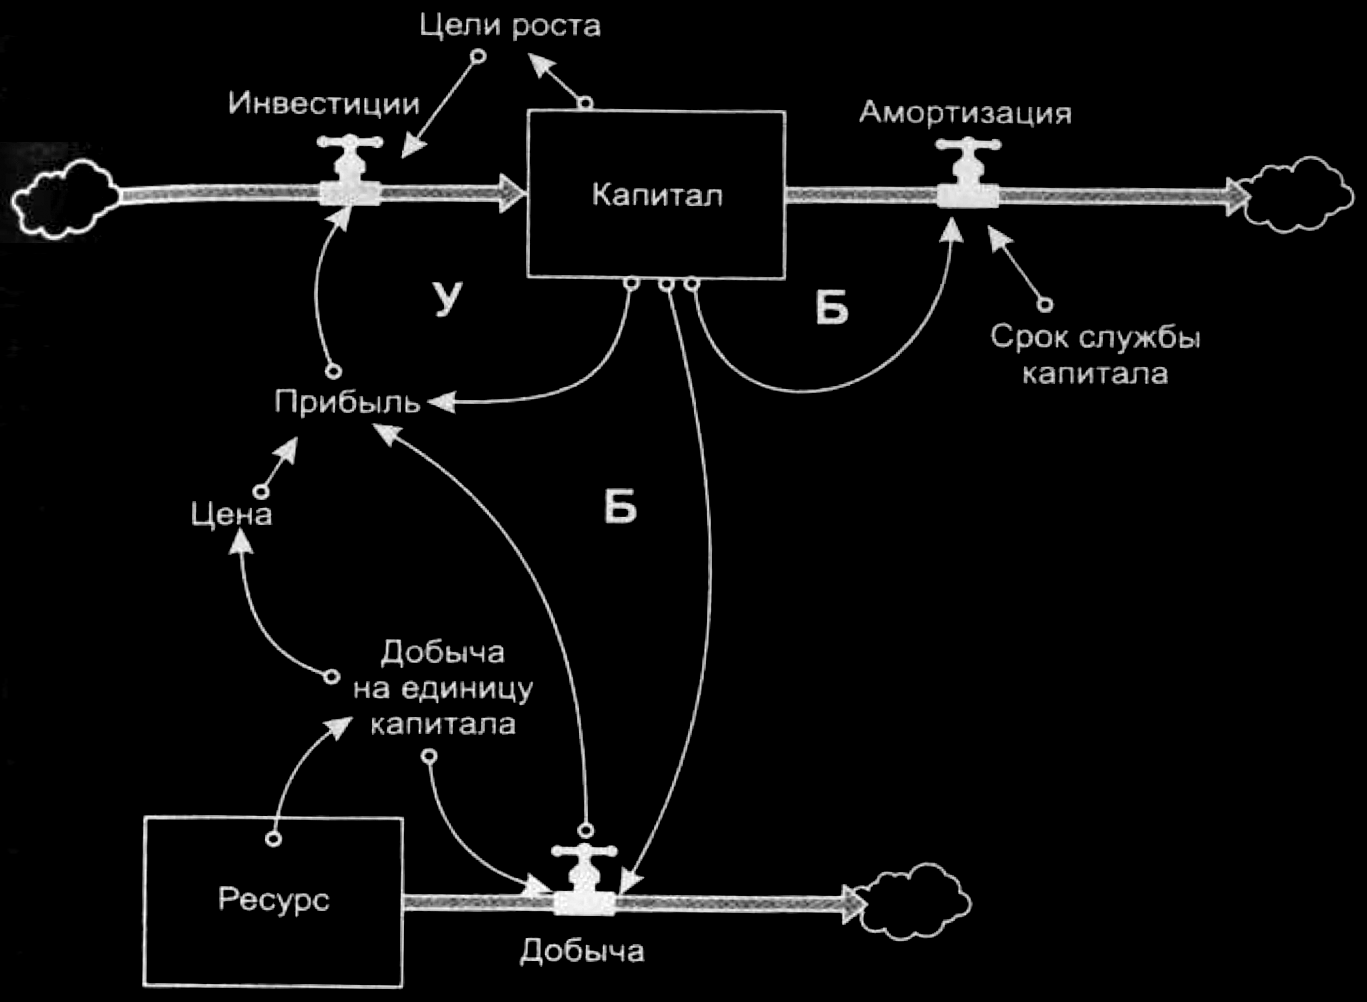 Цели роста
Инвестиции
Амортизация
Капитал
У
Б
Срок службы
капитала
Прибыль
Цена
Б
Добыча
на единицу
капитала
Ресурс
Добыча